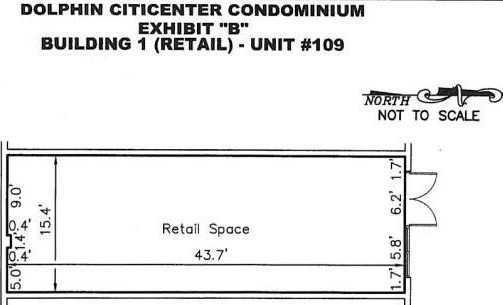 DOLPHIN CITICENTER CONDOMINIUM
EXHIBIT "B"
BUILDING 1 (RETAIL) - UNIT #109
NORTH
NOT TO SCALE
9.0'
15.4'
0.4'
1.4'
0.4'
5.0'
Retail Space
43.7'
1.7'
6.2'
5.8'
1.7'